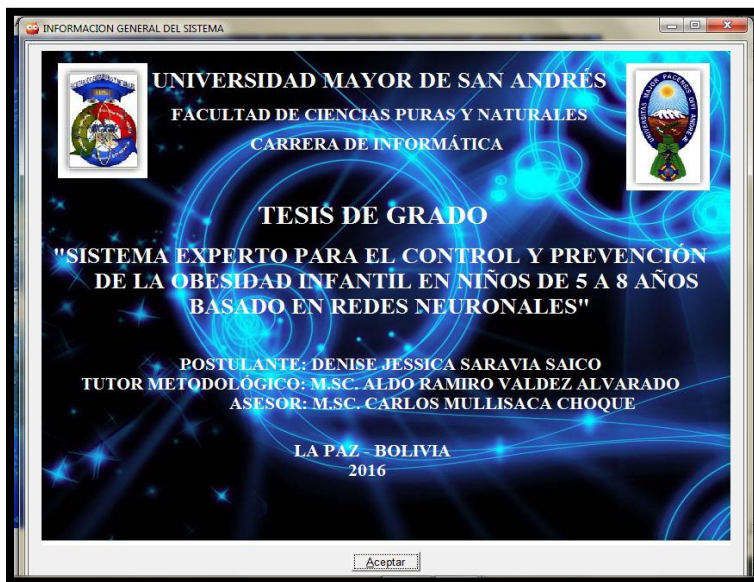 INFORMACION GENERAL DEL SISTEMA
UNIVERSIDAD MAYOR DE SAN ANDRÉS
FACULTAD DE CIENCIAS PURAS Y NATURALES
CARRERA DE INFORMÁTICA
TESIS DE GRADO
"SISTEMA EXPERTO PARA EL CONTROL Y PREVENCIÓN
DE LA OBESIDAD INFANTIL EN NIÑOS DE 5 A 8 AÑOS
BASADO EN REDES NEURONALES"
POSTULANTE: DENISE JESSICA SARAVIA SAICO
TUTOR METODOLÓGICO: M.SC. ALDO RAMIRO VALDEZ ALVARADO
ASESOR: M.SC. CARLOS MULLISACA CHOQUE
LA PAZ - BOLIVIA
2016
Aceptar